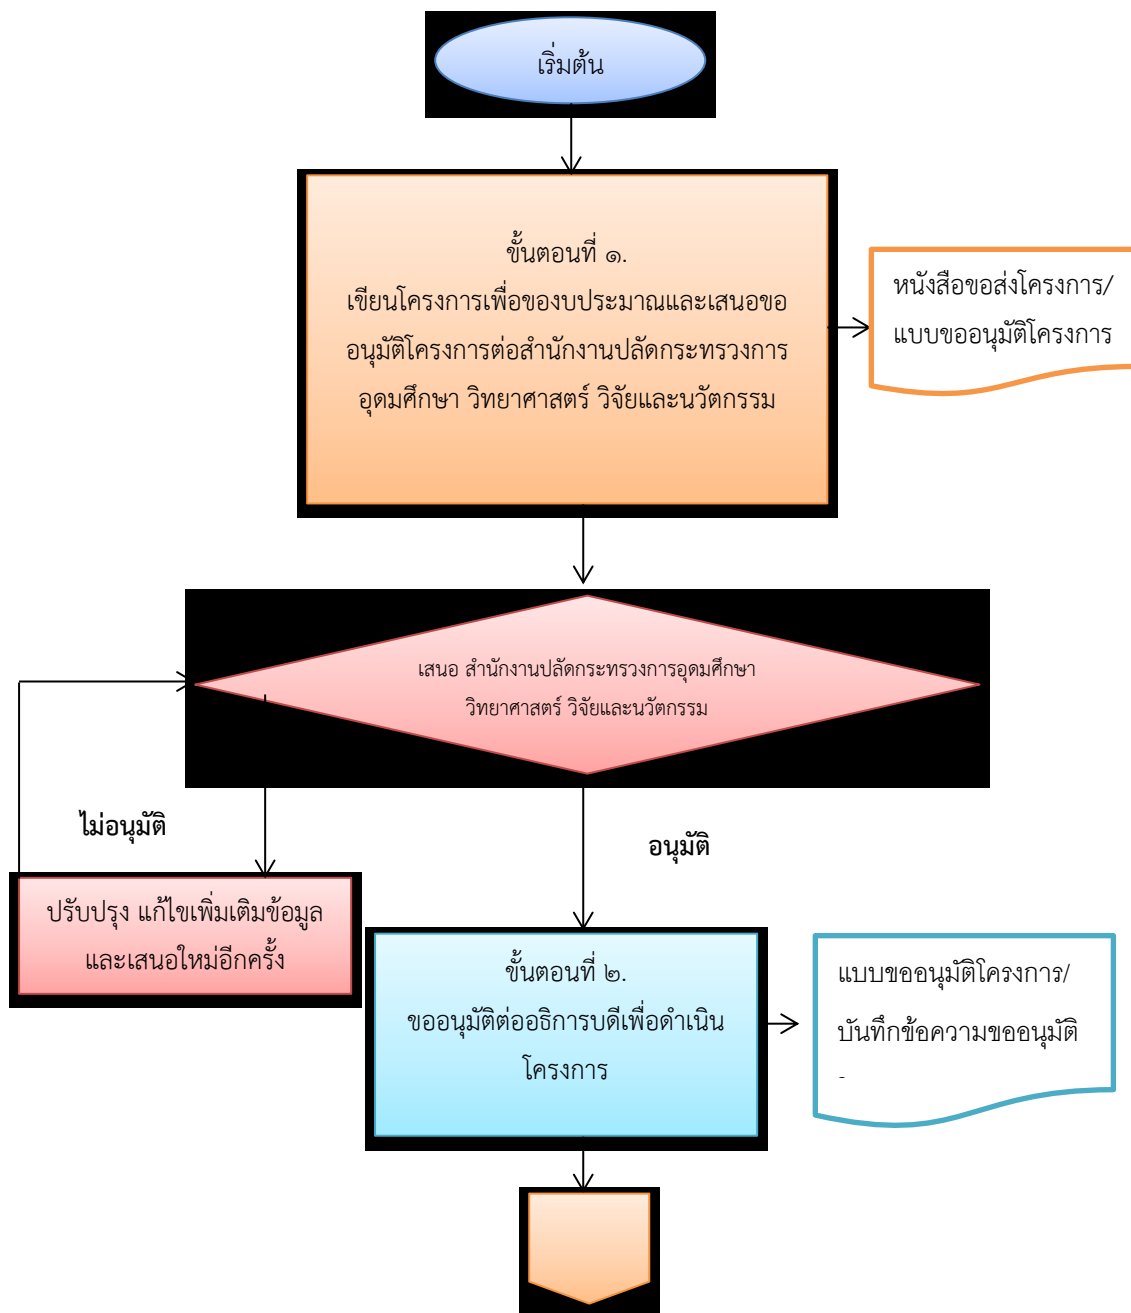 เริ่มต้น
ขั้นตอนที่ ๑.
เขียนโครงการเพื่อของบประมาณและเสนอขอ
อนุมัติโครงการต่อสำนักงานปลัดกระทรวงการ
อุดมศึกษา วิทยาศาสตร์ วิจัยและนวัตกรรม
หนังสือขอส่งโครงการ/
แบบขออนุมัติโครงการ
เสนอ สำนักงานปลัดกระทรวงการอุดมศึกษา
วิทยาศาสตร์ วิจัยและนวัตกรรม
ไม่อนุมัติ
อนุมัติ
ปรับปรุง แก้ไขเพิ่มเติมข้อมูล
และเสนอใหม่อีกครั้ง
ขั้นตอนที่ ๒.
ขออนุมัติต่ออธิการบดีเพื่อดำเนิน
โครงการ
แบบขออนุมัติโครงการ/
บันทึกข้อความขออนุมัติ